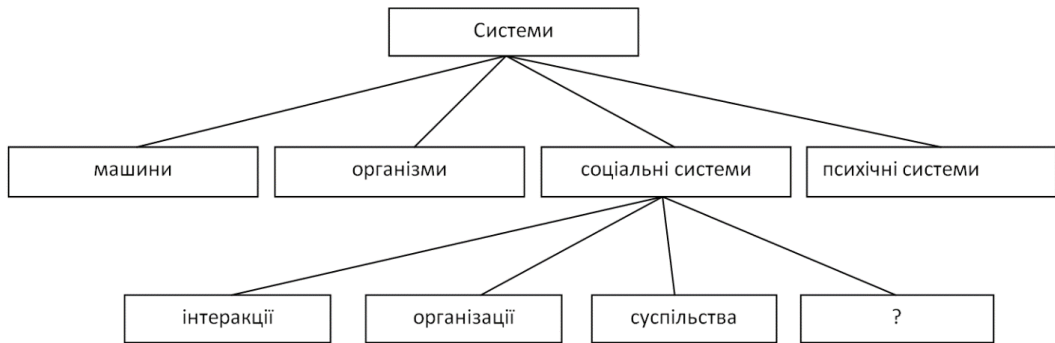 Системи
машини
організми
соціальні системи
психічні системи
інтеракції
організації
суспільства
?